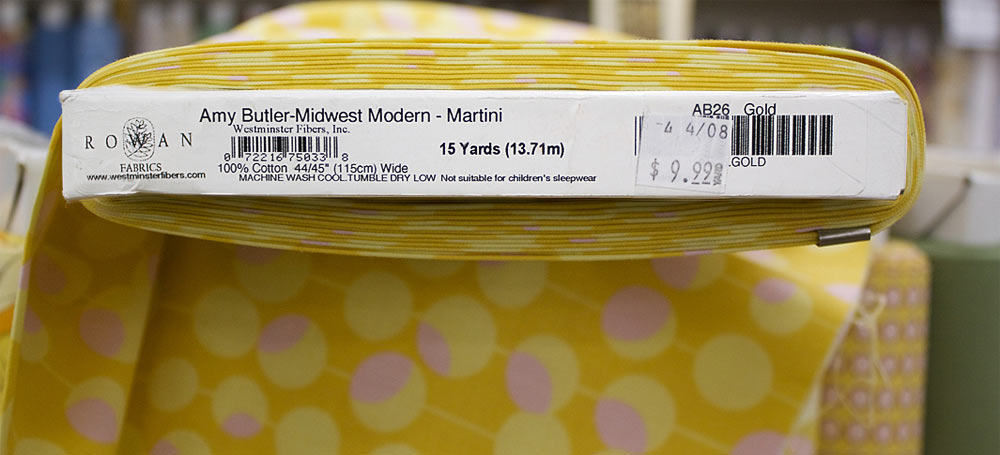 Amy Butler-Midwest Modern - Martini
Westminster Fibers, Inc.
ROWAN
FABRICS
www.westminsterfibers.com
0 72216 75033 8
15 Yards (13.71m)
100% Cotton 44/45" (115cm) Wide
MACHINE WASH COOL.TUMBLE DRY LOW Not suitable for children's sleepwear
AB26 Gold
4/08
.GOLD
$ 9.99
YARD